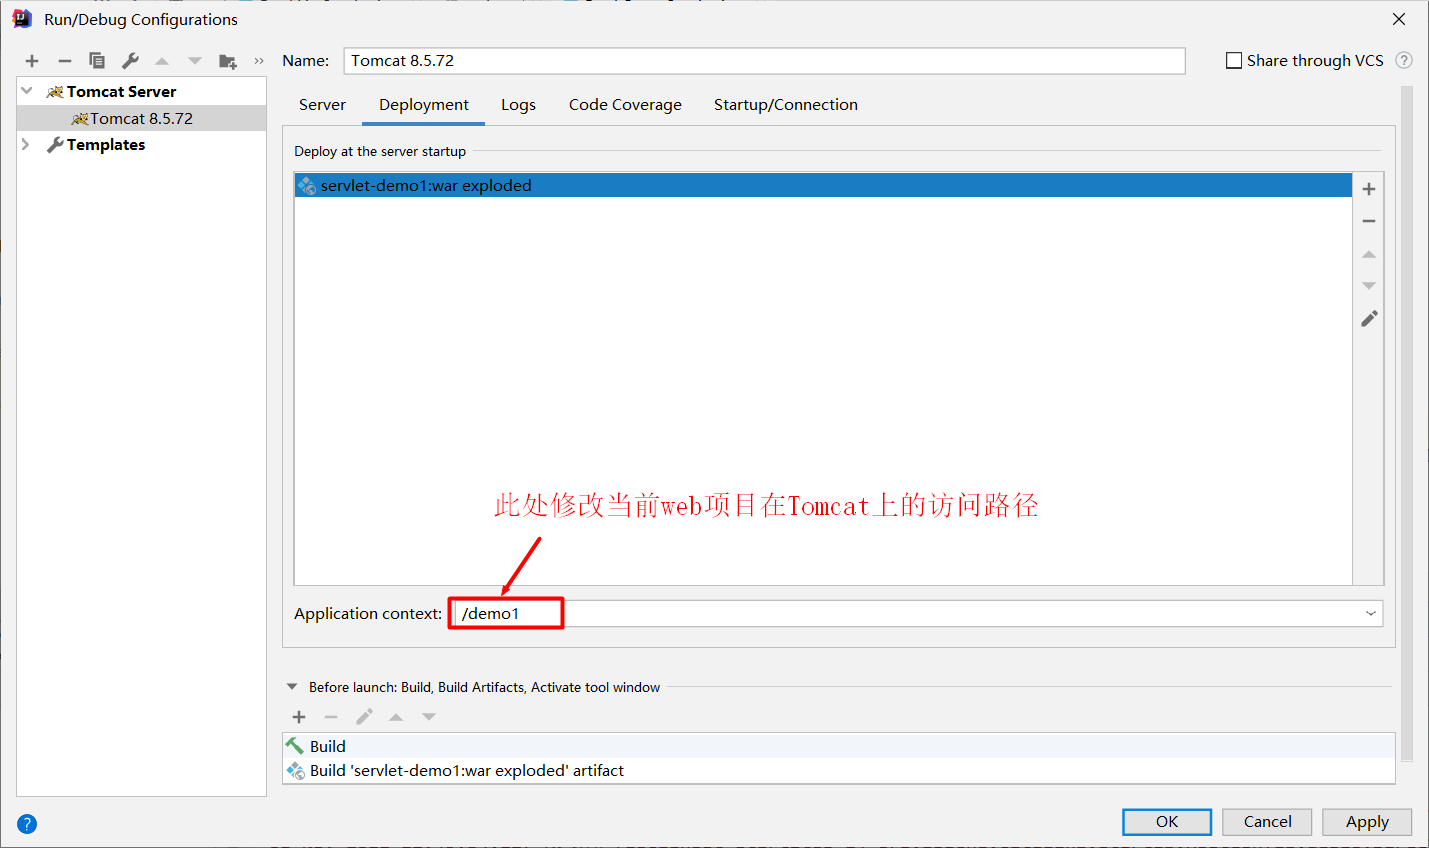 Run/Debug Configurations
Name: Tomcat 8.5.72
Share through VCS
Tomcat Server
Tomcat 8.5.72
Templates
Server Deployment Logs Code Coverage Startup/Connection
Deploy at the server startup
servlet-demo1:war exploded
此处修改当前web项目在Tomcat上的访问路径
Application context: /demo1
Before launch: Build, Build Artifacts, Activate tool window
Build
Build 'servlet-demo1:war exploded' artifact
OK Cancel Apply